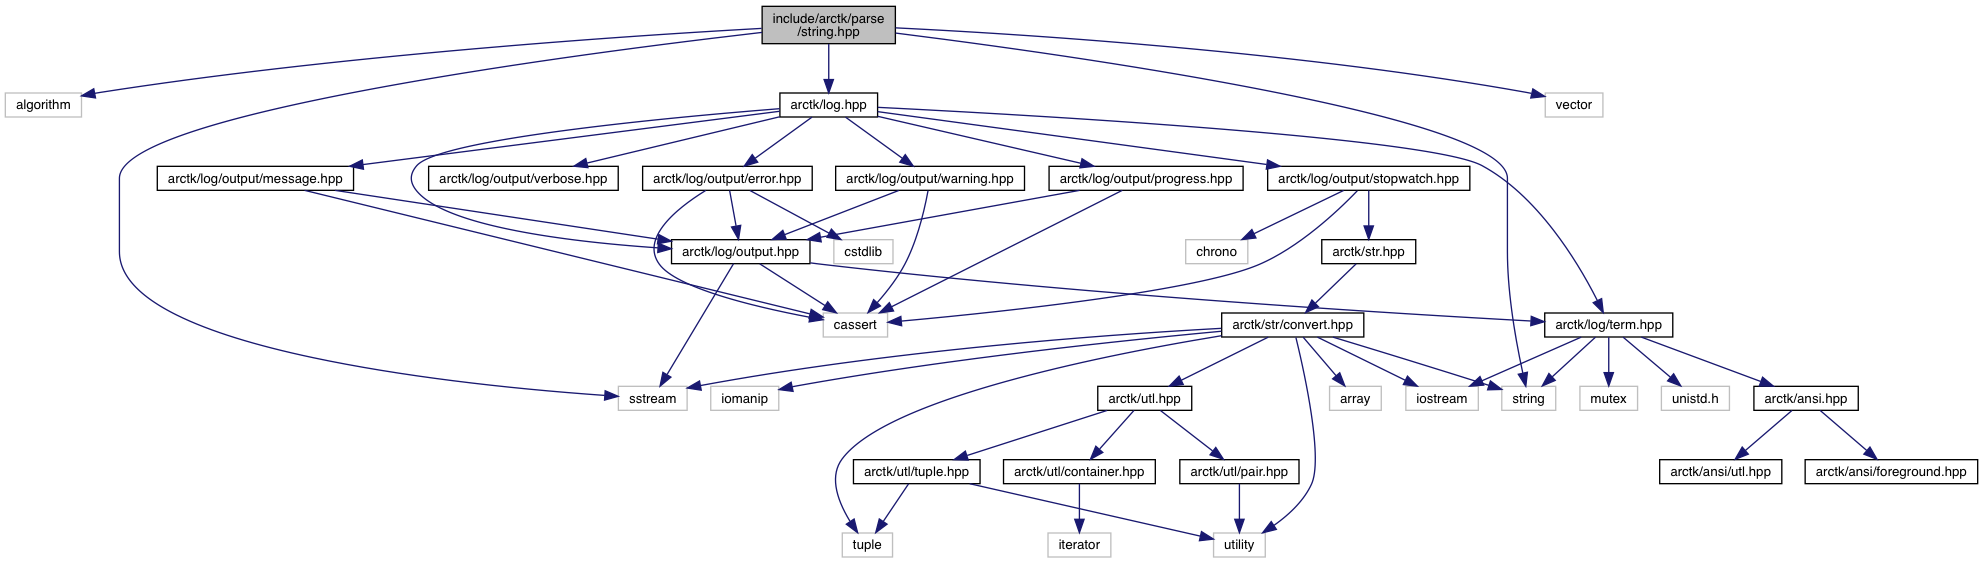 include/arctk/parse
/string.hpp
algorithm
arctk/log.hpp
vector
arctk/log/output/message.hpp
arctk/log/output/verbose.hpp
arctk/log/output/error.hpp
arctk/log/output/warning.hpp
arctk/log/output/progress.hpp
arctk/log/output/stopwatch.hpp
arctk/log/output.hpp
cstdlib
chrono
arctk/str.hpp
cassert
arctk/str/convert.hpp
arctk/log/term.hpp
sstream
iomanip
arctk/utl.hpp
array
iostream
string
mutex
unistd.h
arctk/ansi.hpp
arctk/utl/tuple.hpp
arctk/utl/container.hpp
arctk/utl/pair.hpp
arctk/ansi/utl.hpp
arctk/ansi/foreground.hpp
tuple
iterator
utility